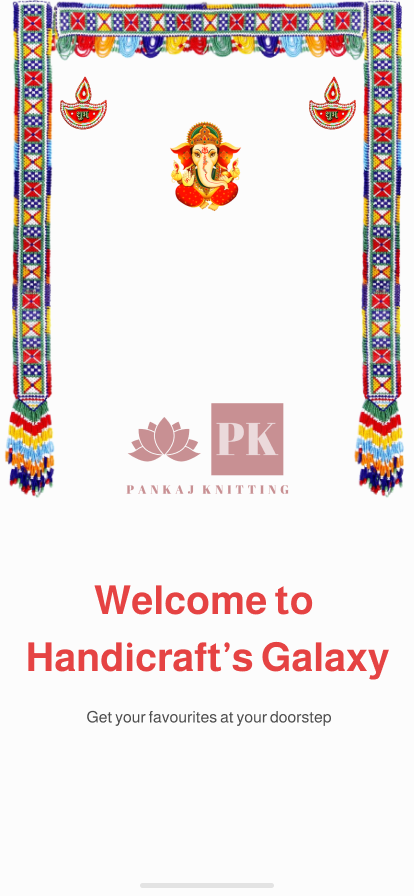 शुभ
शुभ
PK
PANKAJ KNITTING
Welcome to
Handicraft’s Galaxy
Get your favourites at your doorstep